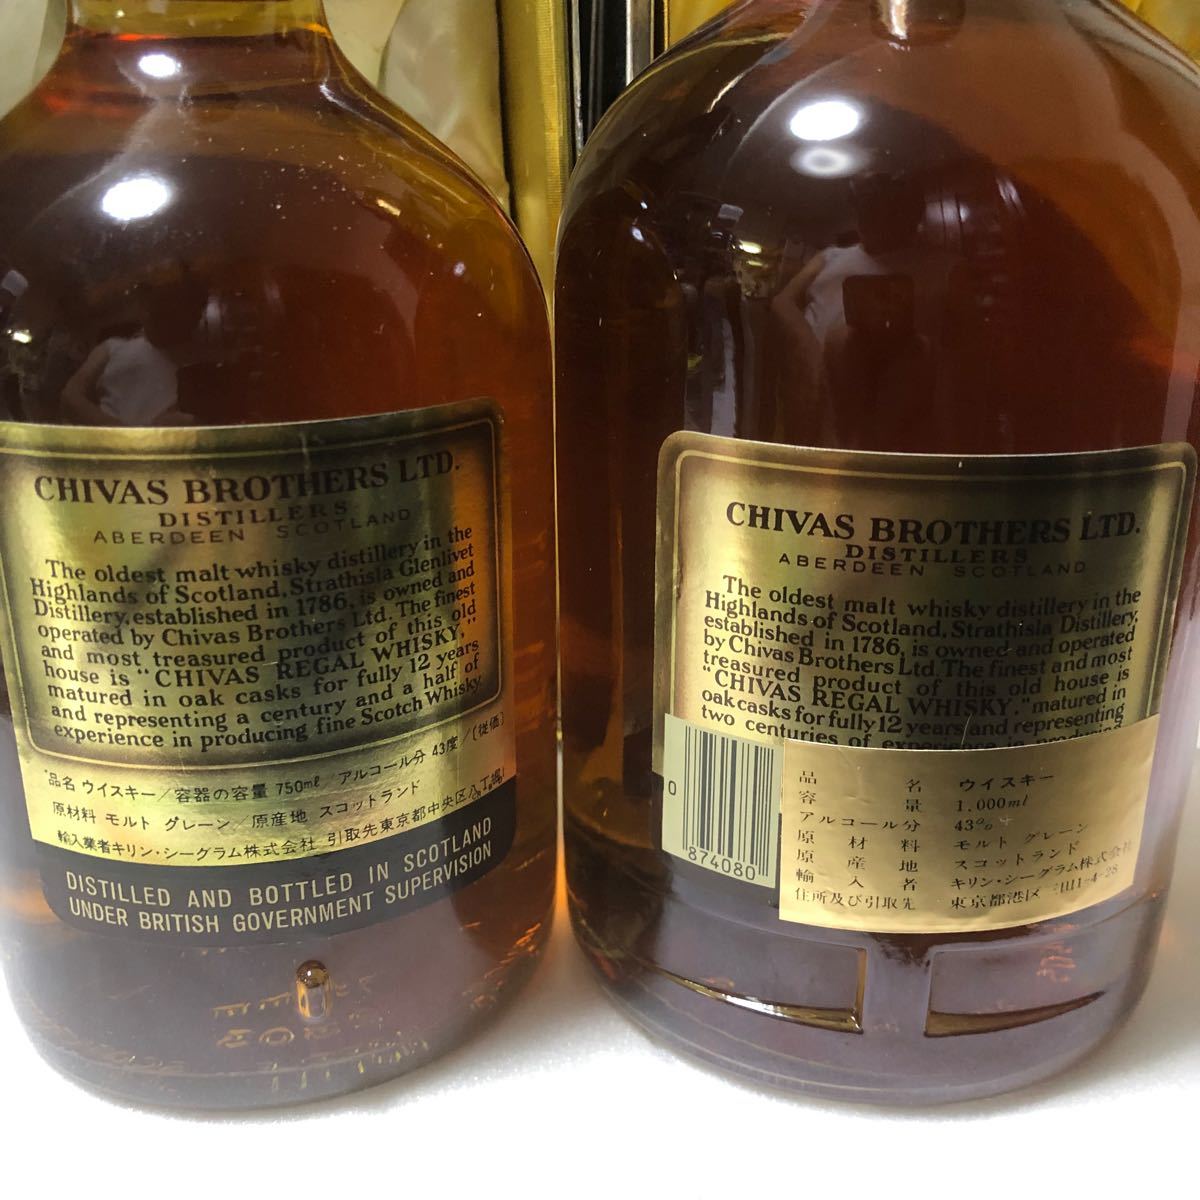 CHIVAS BROTHERS LTD.
DISTILLERS
ABERDEEN SCOTLAND
The oldest malt whisky distillery in the
Highlands of Scotland, Strathisla Glenlivet
Distillery, established in 1786, is owned and
operated by Chivas Brothers Ltd. The finest
and most treasured product of this old
house is "CHIVAS REGAL WHISKY,"
matured in oak casks for fully 12 years
and representing a century and a half of
experience in producing fine Scotch Whisky
品名 ウイスキー/容器の容量 750ml/アルコール分 43度/(従価)
原材料 モルト グレーン/原産地 スコットランド
輸入業者キリン・シーグラム株式会社 引取先東京都中央区
DISTILLED AND BOTTLED IN SCOTLAND
UNDER BRITISH GOVERNMENT SUPERVISION
CHIVAS BROTHERS LTD.
DISTILLERS
ABERDEEN SCOTLAND
The oldest malt whisky distillery in the
Highlands of Scotland, Strathisla Distillery,
established in 1786, is owned and operated
by Chivas Brothers Ltd. The finest and most
treasured product of this old house is
"CHIVAS REGAL WHISKY," matured in
oak casks for fully 12 years and representing
two centuries of experience in producing
0
874080
品名 ウイスキー
容量 1,000ml
アルコール分 43%
原材料 モルト グレーン
原産地 スコットランド
輸入者 キリン・シーグラム株式会社
住所及び引取先 東京都港区 1-4-28